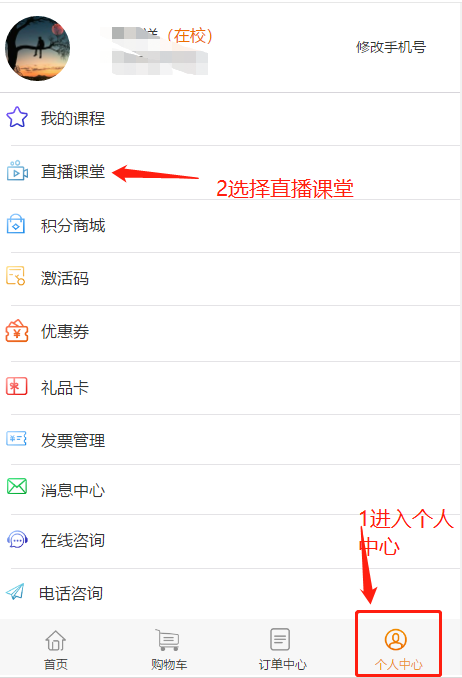 （在校）
修改手机号
我的课程
直播课堂
2选择直播课堂
积分商城
激活码
优惠券
礼品卡
发票管理
消息中心
1进入个人
中心
在线咨询
电话咨询
首页
购物车
订单中心
个人中心